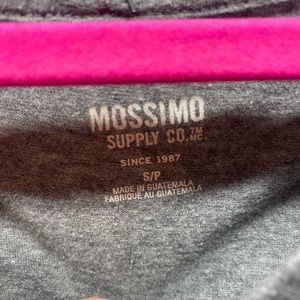 MOSSIMO
SUPPLY CO. TM MC
SINCE 1987
S/P
MADE IN GUATEMALA
FABRIQUÉ AU GUATEMALA